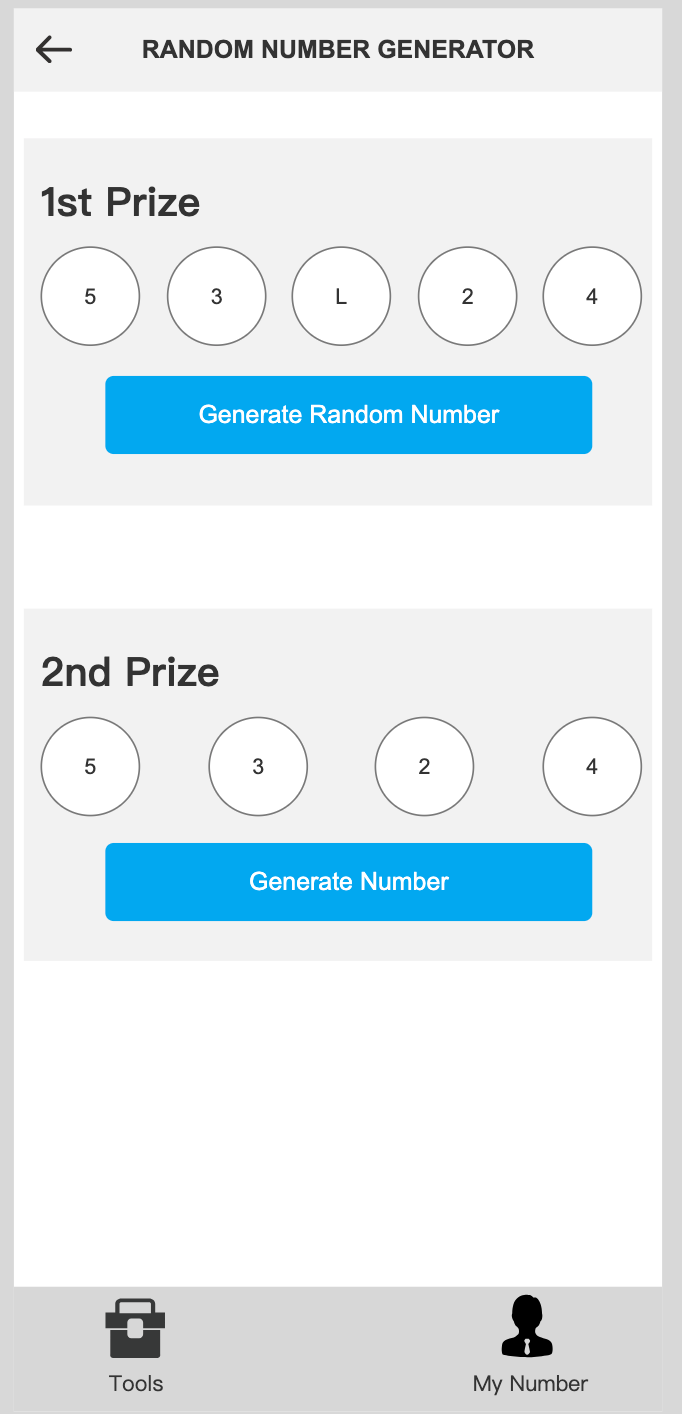 RANDOM NUMBER GENERATOR
1st Prize
5 3 L 2 4
Generate Random Number
2nd Prize
5 3 2 4
Generate Number
Tools My Number